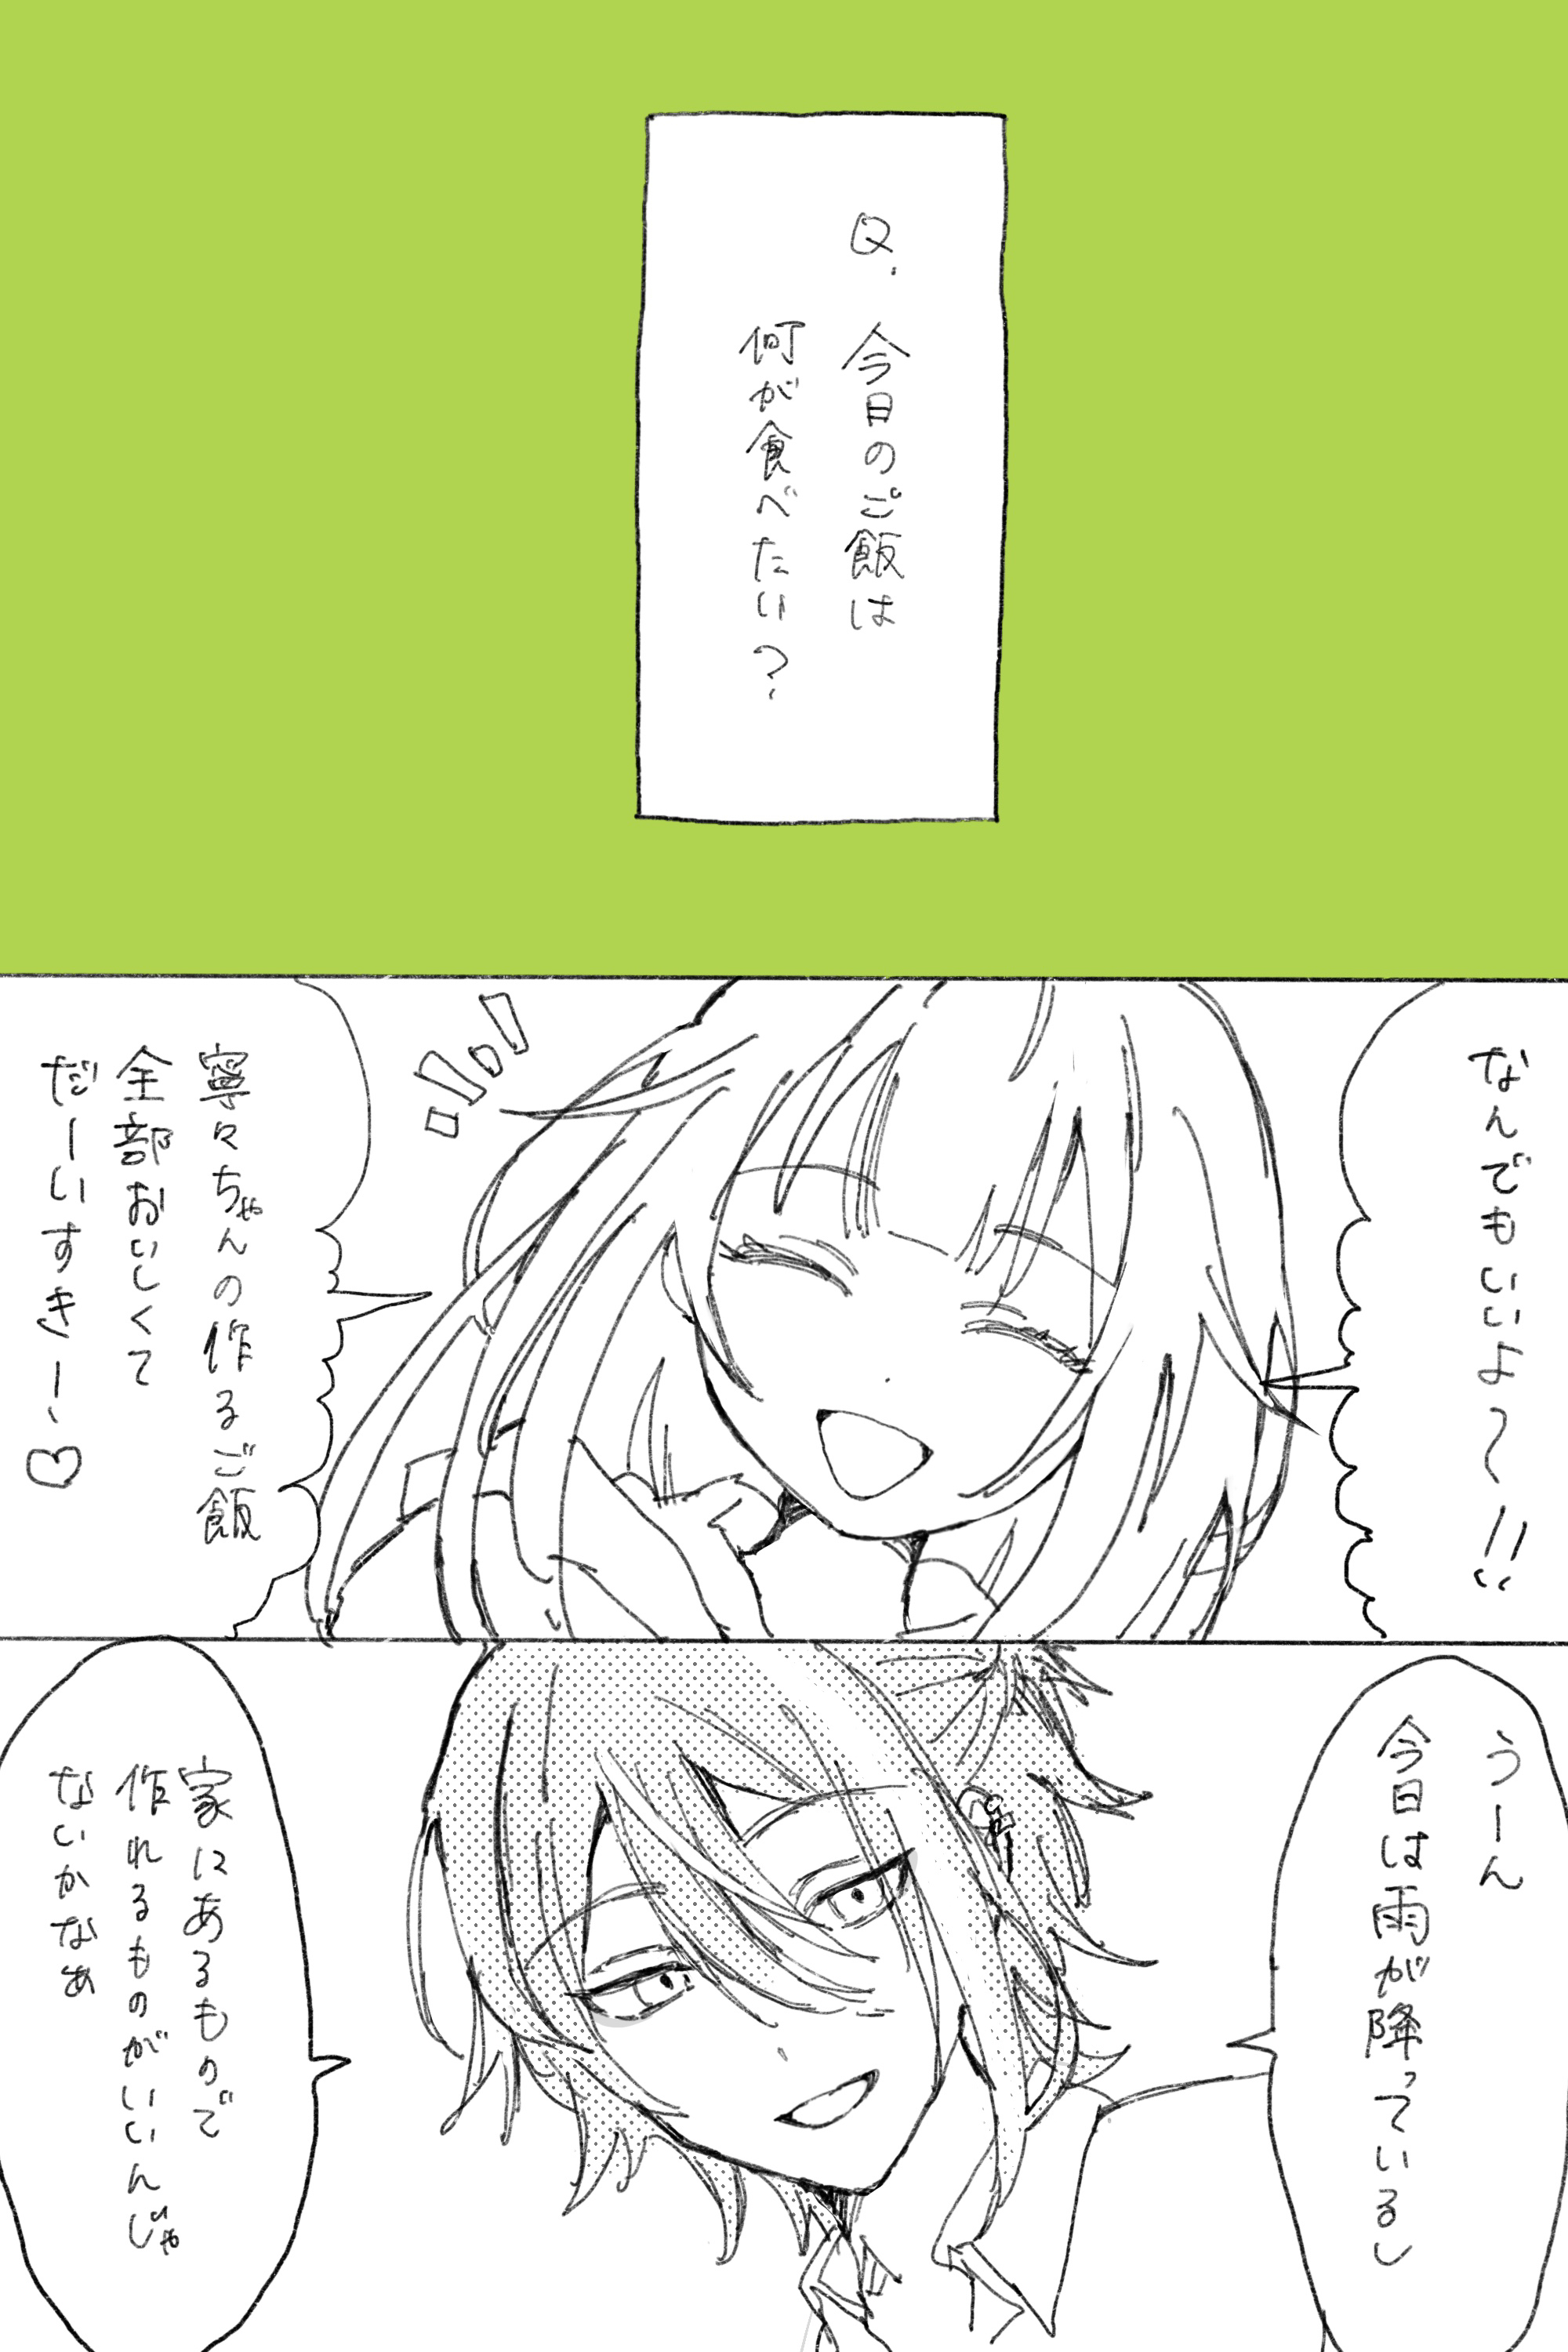 Q. 今日のご飯は
何が食べたい?
なんでもいいよ〜!!
寧々ちゃんの作るご飯
全部おいしくて
だーいすきー、♡
うーん
今日は雨が降っているし
家にあるもので
作れるものがいいんじゃ
ないかなぁ